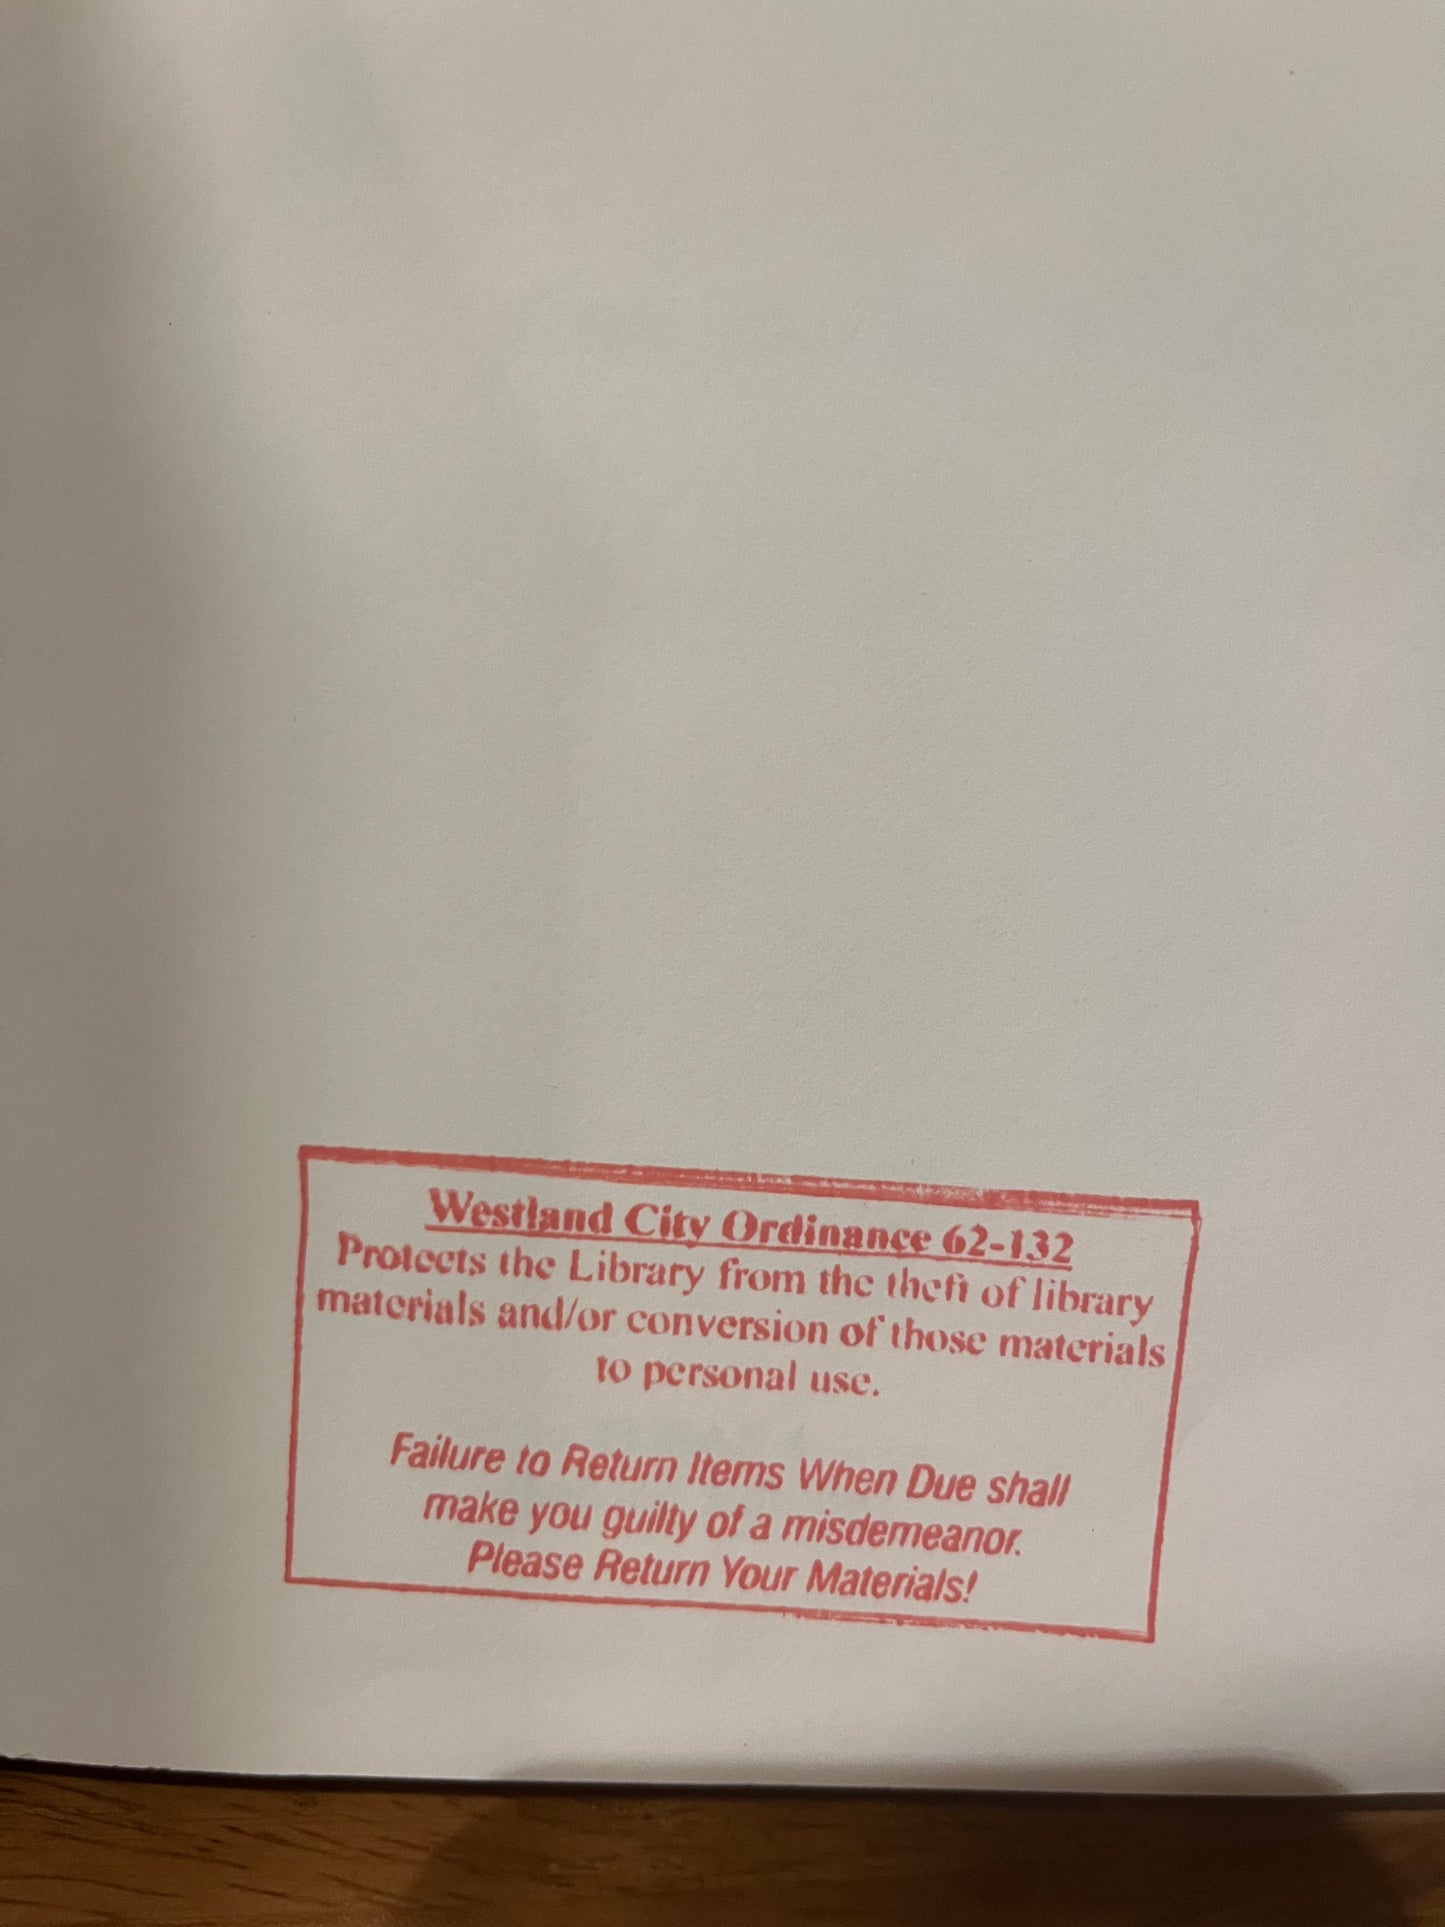 Westland City Ordinance 62-132
Protects the Library from the theft of library
materials and/or conversion of those materials
to personal use.
Failure to Return Items When Due shall
make you guilty of a misdemeanor.
Please Return Your Materials!